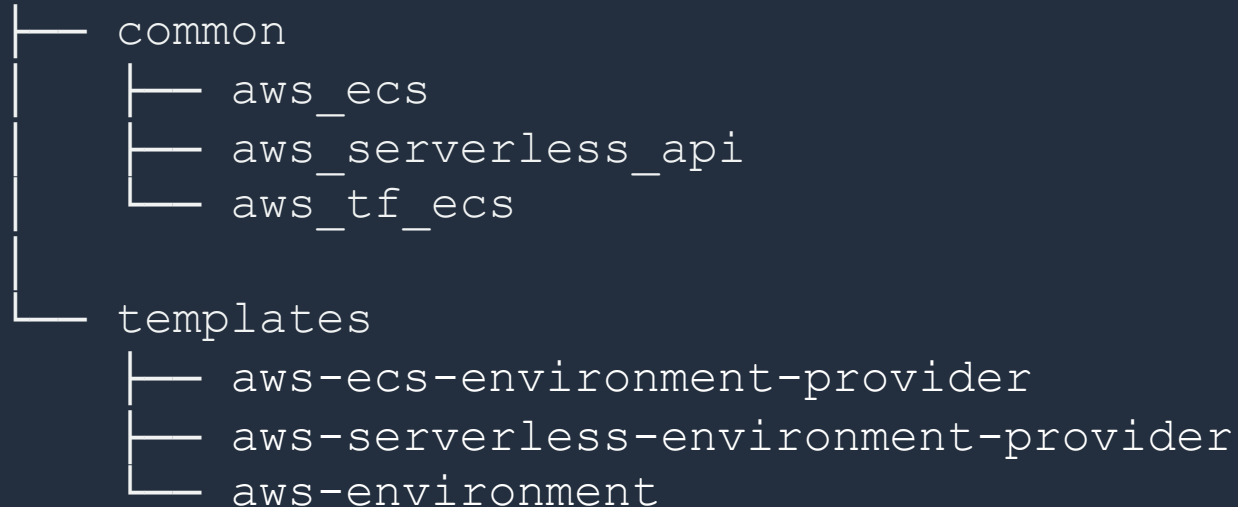 ├── common
│   ├── aws_ecs
│   ├── aws_serverless_api
│   └── aws_tf_ecs
│
└── templates
    ├── aws-ecs-environment-provider
    ├── aws-serverless-environment-provider
    └── aws-environment